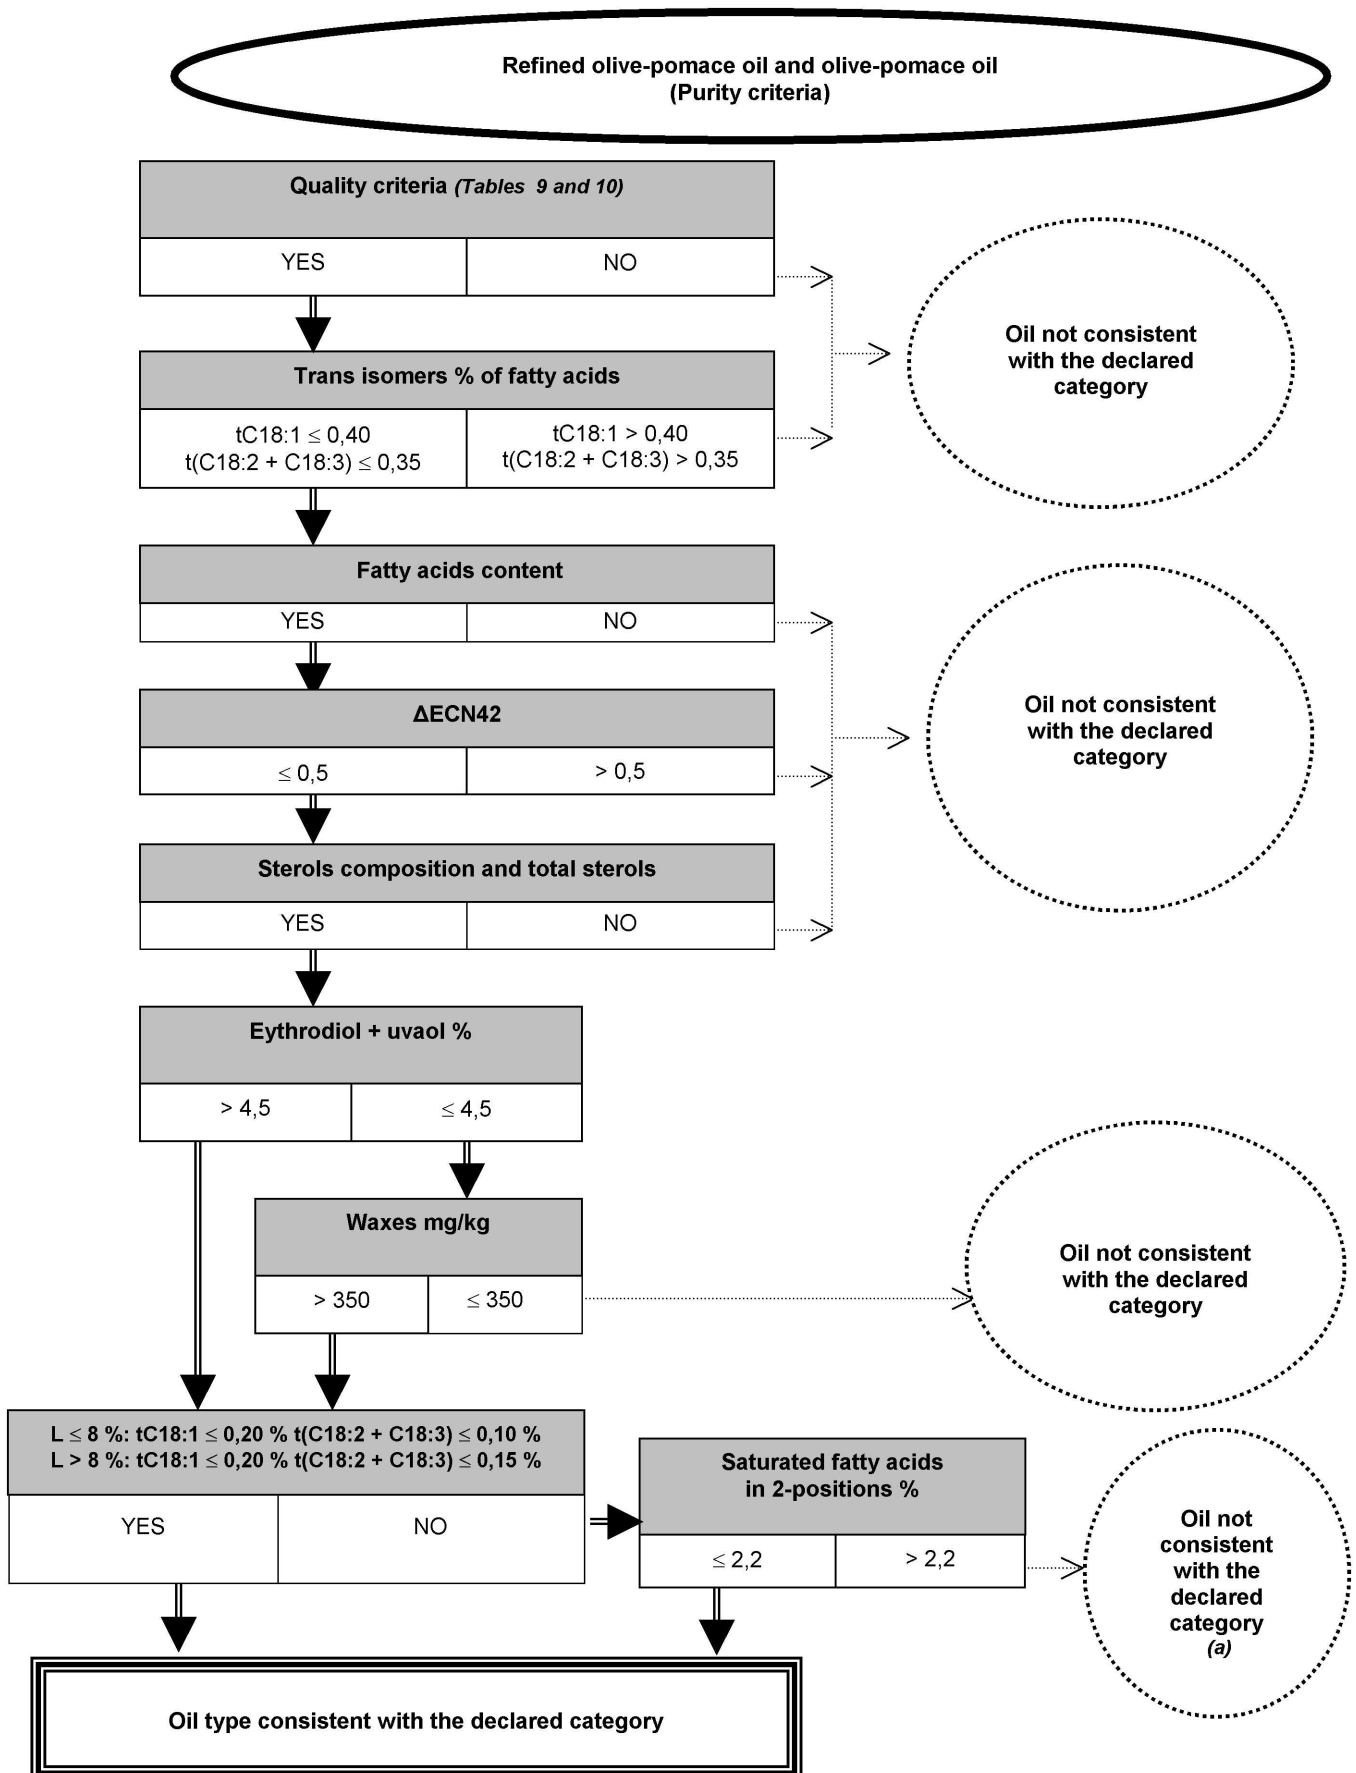 Refined olive-pomace oil and olive-pomace oil
(Purity criteria)
Quality criteria (Tables 9 and 10)
YES
NO
Oil not consistent
with the declared
category
Trans isomers % of fatty acids
tC18:1 ≤ 0,40
t(C18:2 + C18:3) ≤ 0,35
tC18:1 > 0,40
t(C18:2 + C18:3) > 0,35
Fatty acids content
YES
NO
Oil not consistent
with the declared
category
ΔECN42
≤ 0,5
> 0,5
Sterols composition and total sterols
YES
NO
Eythrodiol + uvaol %
> 4,5
≤ 4,5
Waxes mg/kg
> 350
≤ 350
Oil not consistent
with the declared
category
L ≤ 8 %: tC18:1 ≤ 0,20 % t(C18:2 + C18:3) ≤ 0,10 %
L > 8 %: tC18:1 ≤ 0,20 % t(C18:2 + C18:3) ≤ 0,15 %
YES
NO
Saturated fatty acids
in 2-positions %
≤ 2,2
> 2,2
Oil not
consistent
with the
declared
category
(a)
Oil type consistent with the declared category